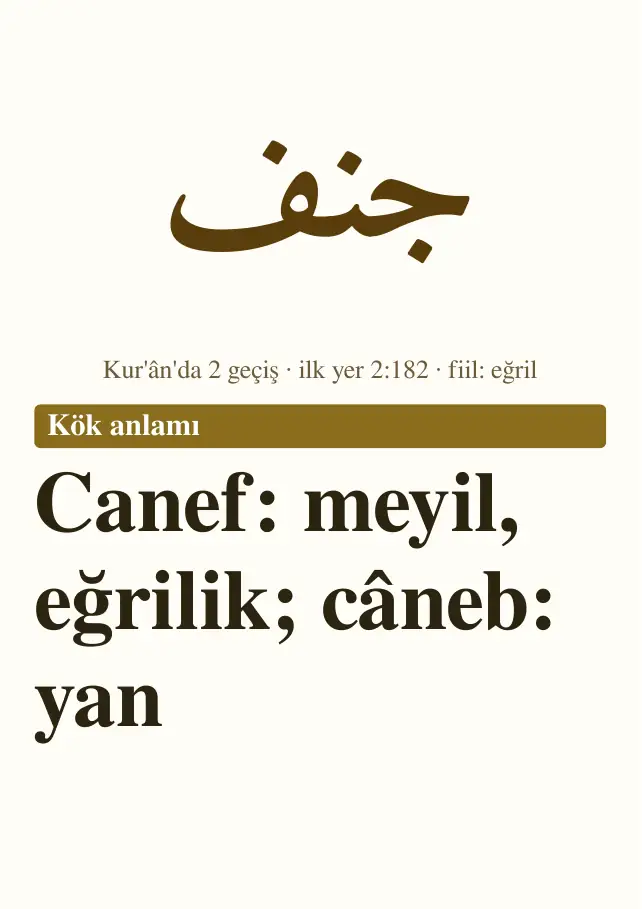 جنف
Kur'ân'da 2 geçiş · ilk yer 2:182 · fiil: eğril
Kök anlamı
Canef: meyil,
eğrilik; câneb:
yan